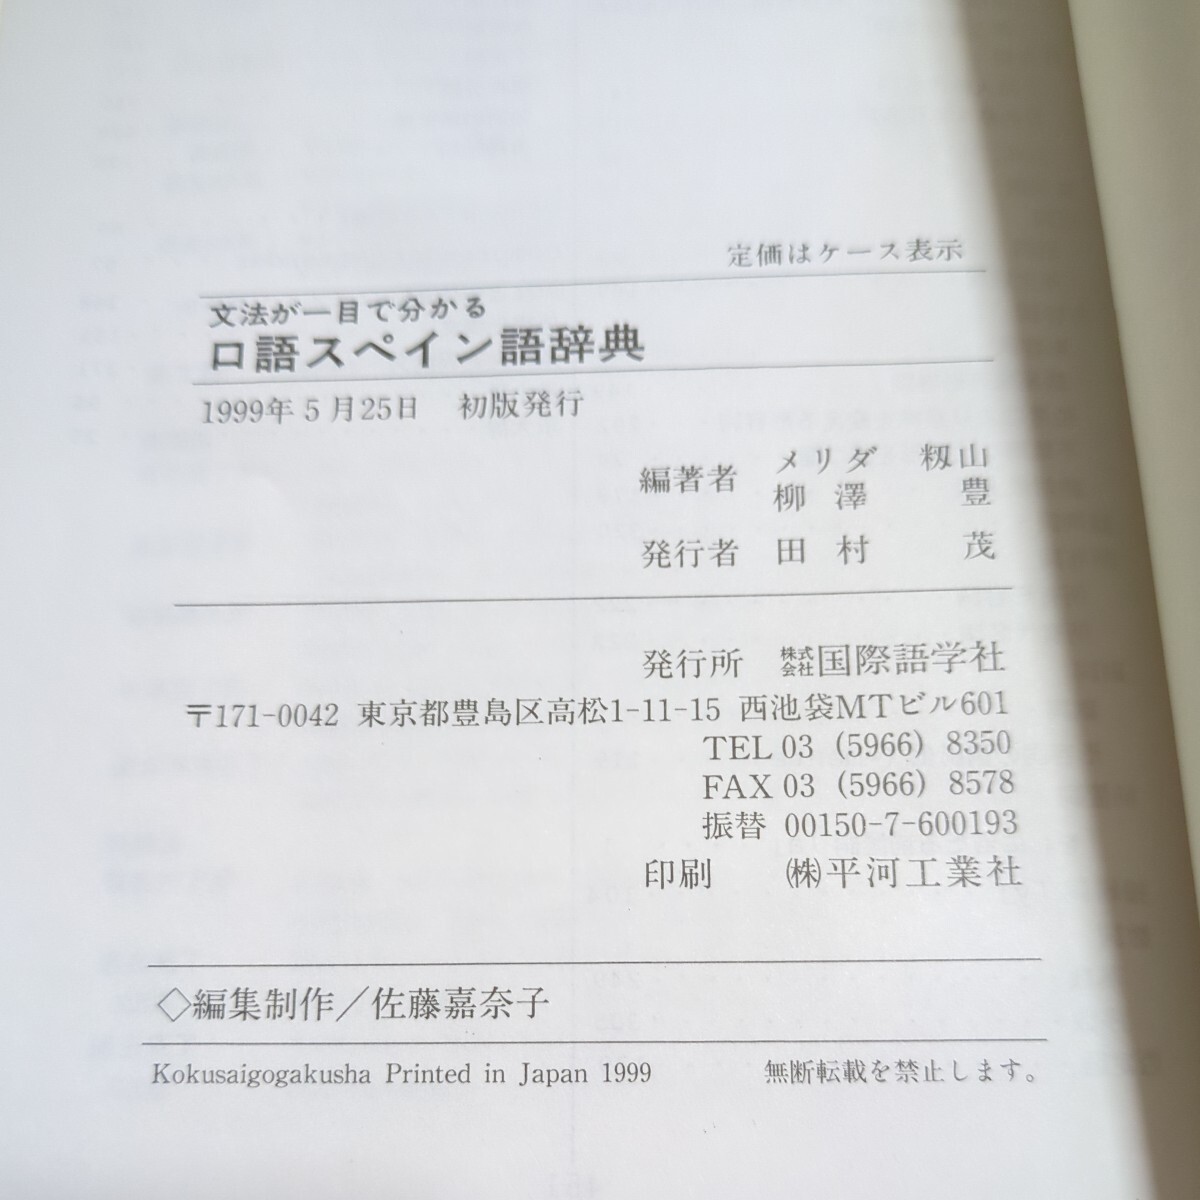 定価はケース表示
文法が一目で分かる
口語スペイン語辞典
1999年5月25日　初版発行
編著者　メリダ　籾山
柳澤　豊
発行者　田村　茂
発行所　株式会社国際語学社
〒171-0042 東京都豊島区高松1-11-15 西池袋MTビル601
TEL 03 (5966) 8350
FAX 03 (5966) 8578
振替 00150-7-600193
印刷　㈱平河工業社
◇編集制作／佐藤嘉奈子
Kokusaigogakusha Printed in Japan 1999　無断転載を禁止します。